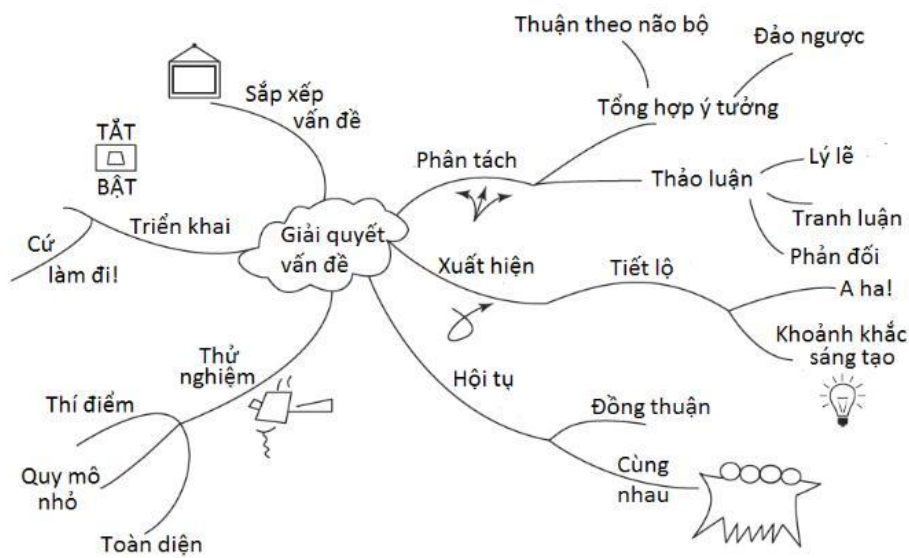 Giải quyết
vấn đề
Sắp xếp
vấn đề
Phân tách
Tổng hợp ý tưởng
Thuận theo não bộ
Đảo ngược
Thảo luận
Lý lẽ
Tranh luận
Phản đối
Xuất hiện
Tiết lộ
A ha!
Khoảnh khắc
sáng tạo
Hội tụ
Đồng thuận
Cùng
nhau
Thử
nghiệm
Thí điểm
Quy mô
nhỏ
Toàn diện
Triển khai
TẮT
BẬT
Cứ
làm đi!